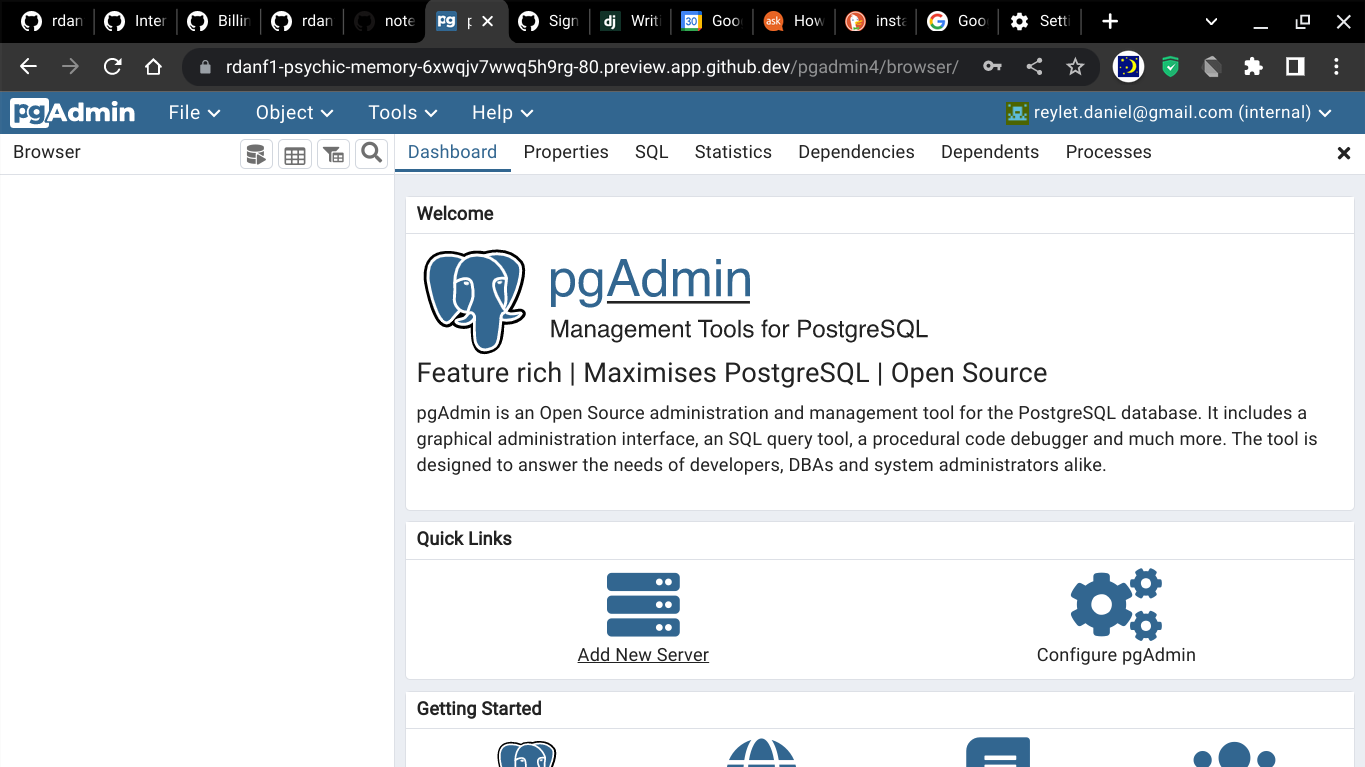 rdan
Inter
Billin
rdan
note
Sign
Writi
Goo
How
insta
Goo
Setti
rdanf1-psychic-memory-6xwqjv7wwq5h9rg-80.preview.app.github.dev/pgadmin4/browser/
pgAdmin File Object Tools Help reylet.daniel@gmail.com (internal)
Browser Dashboard Properties SQL Statistics Dependencies Dependents Processes
Welcome
pgAdmin
Management Tools for PostgreSQL
Feature rich | Maximises PostgreSQL | Open Source
pgAdmin is an Open Source administration and management tool for the PostgreSQL database. It includes a
graphical administration interface, an SQL query tool, a procedural code debugger and much more. The tool is
designed to answer the needs of developers, DBAs and system administrators alike.
Quick Links
Add New Server Configure pgAdmin
Getting Started